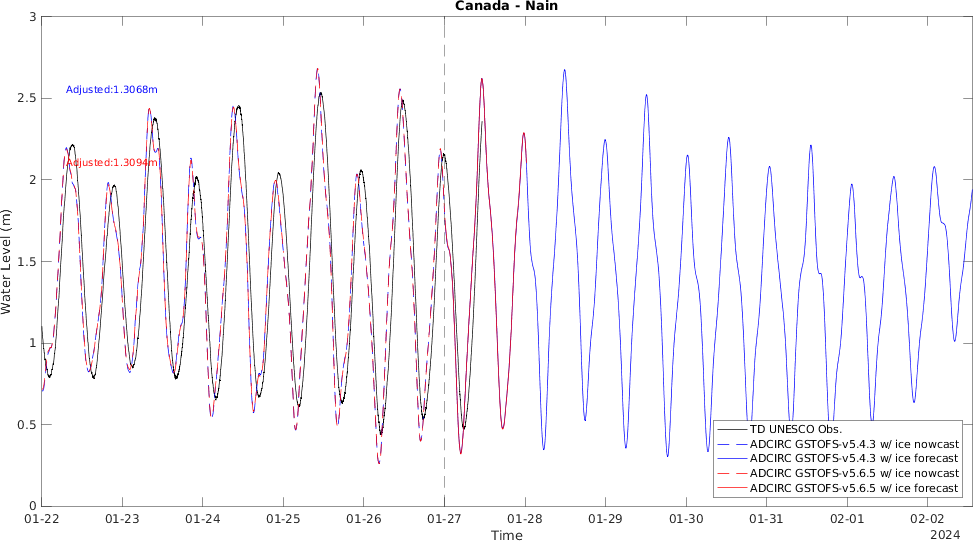 Canada - Nain
3
2.5
2
1.5
1
0.5
0
Water Level (m)
Adjusted:1.3068m
Adjusted:1.3094m
TD UNESCO Obs.
ADCIRC GSTOFS-v5.4.3 w/ ice nowcast
ADCIRC GSTOFS-v5.4.3 w/ ice forecast
ADCIRC GSTOFS-v5.6.5 w/ ice nowcast
ADCIRC GSTOFS-v5.6.5 w/ ice forecast
01-22 01-23 01-24 01-25 01-26 01-27 01-28 01-29 01-30 01-31 02-01 02-02
Time
2024